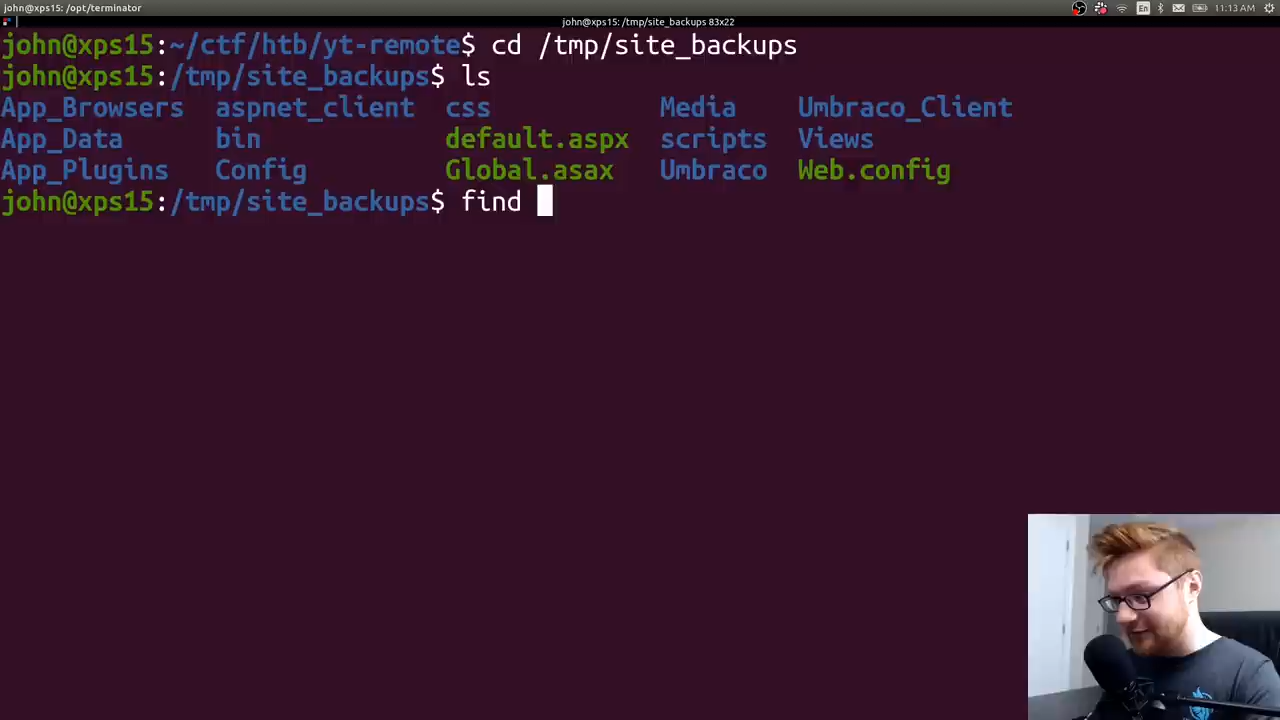 john@xps15: /opt/terminator
En
11:13 AM
john@xps15: /tmp/site_backups 83x22
john@xps15:~/ctf/htb/yt-remote$ cd /tmp/site_backups
john@xps15:/tmp/site_backups$ ls
App_Browsers aspnet_client css Media Umbraco_Client
App_Data bin default.aspx scripts Views
App_Plugins Config Global.asax Umbraco Web.config
john@xps15:/tmp/site_backups$ find